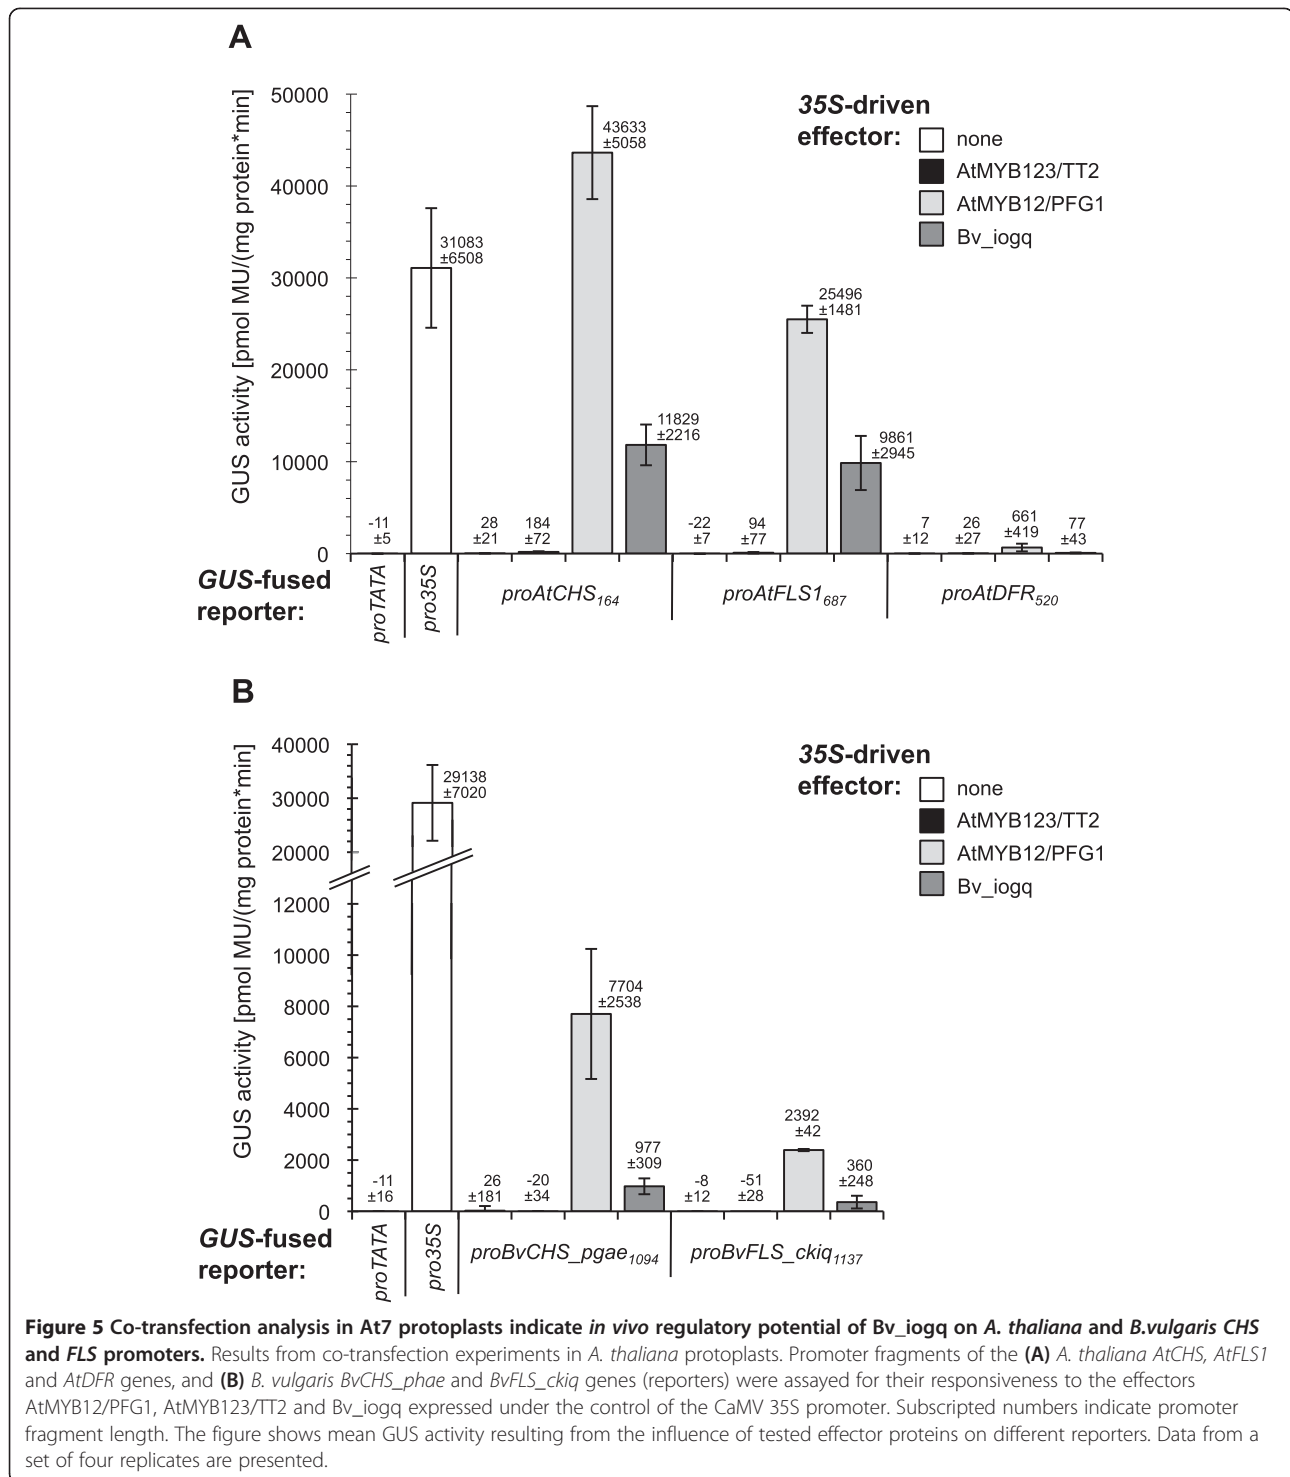 A
50000
40000
30000
20000
10000
0
GUS activity [pmol MU/(mg protein*min]
35S-driven
effector:
none
AtMYB123/TT2
AtMYB12/PFG1
Bv_iogq
-11
±5
31083
±6508
28
±21
184
±72
43633
±5058
11829
±2216
-22
±7
94
±77
25496
±1481
9861
±2945
7
±12
26
±27
661
±419
77
±43
GUS-fused
reporter:
proTATA
pro35S
proAtCHS164
proAtFLS1687
proAtDFR520
B
40000
30000
20000
12000
10000
8000
6000
4000
2000
0
GUS activity [pmol MU/(mg protein*min]
35S-driven
effector:
none
AtMYB123/TT2
AtMYB12/PFG1
Bv_iogq
-11
±16
29138
±7020
26
±181
-20
±34
7704
±2538
977
±309
-8
±12
-51
±28
2392
±42
360
±248
GUS-fused
reporter:
proTATA
pro35S
proBvCHS_pgae1094
proBvFLS_ckiq1137
Figure 5 Co-transfection analysis in At7 protoplasts indicate in vivo regulatory potential of Bv_iogq on A. thaliana and B.vulgaris CHS
and FLS promoters. Results from co-transfection experiments in A. thaliana protoplasts. Promoter fragments of the (A) A. thaliana AtCHS, AtFLS1
and AtDFR genes, and (B) B. vulgaris BvCHS_phae and BvFLS_ckiq genes (reporters) were assayed for their responsiveness to the effectors
AtMYB12/PFG1, AtMYB123/TT2 and Bv_iogq expressed under the control of the CaMV 35S promoter. Subscripted numbers indicate promoter
fragment length. The figure shows mean GUS activity resulting from the influence of tested effector proteins on different reporters. Data from a
set of four replicates are presented.